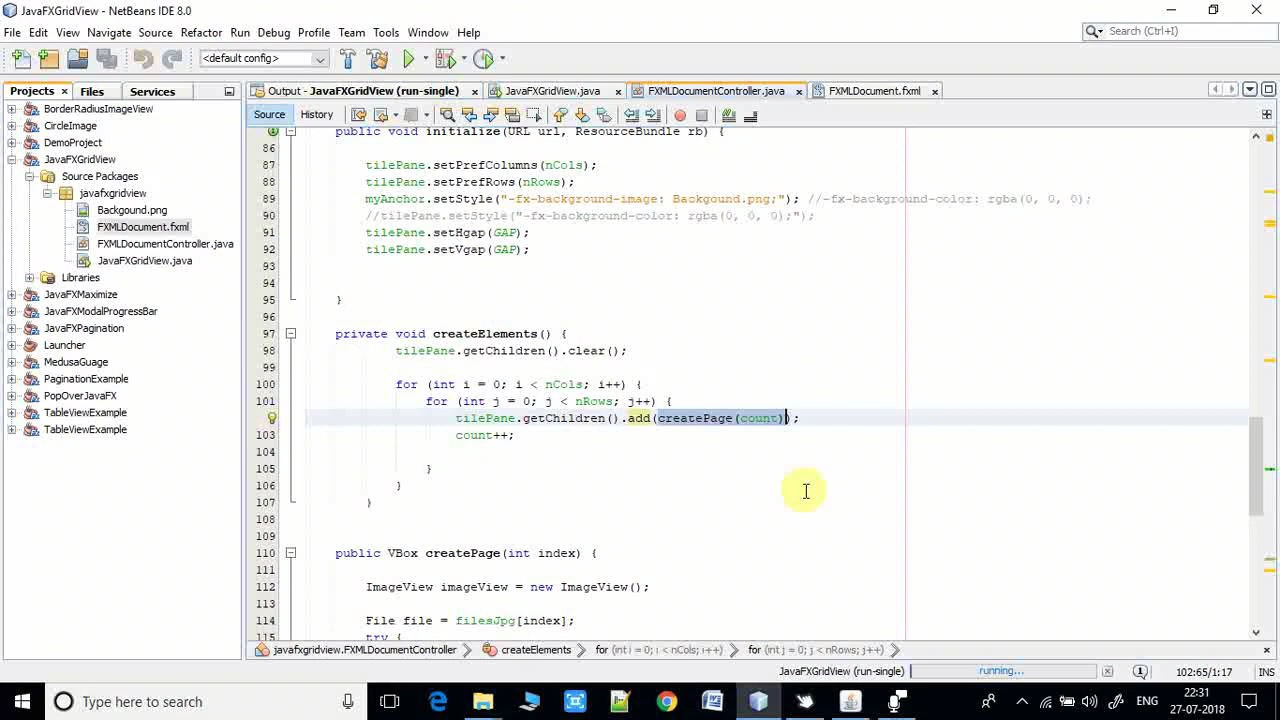 JavaFXGridView - NetBeans IDE 8.0
File Edit View Navigate Source Refactor Run Debug Profile Team Tools Window Help
Search (Ctrl+I)
<default config>
Projects Files Services
Output - JavaFXGridView (run-single) JavaFXGridView.java FXMLDocumentController.java FXMLDocument.fxml
Source History
BorderRadiusImageView
CircleImage
DemoProject
JavaFXGridView
Source Packages
javafxgridview
Backgound.png
FXMLDocument.fxml
FXMLDocumentController.java
JavaFXGridView.java
Libraries
JavaFXMaximize
JavaFXModalProgressBar
JavaFXPagination
Launcher
MedusaGuage
PaginationExample
PopOverJavaFX
TableViewExample
TableViewExample
public void initialize(URL url, ResourceBundle rb) {
86
87 tilePane.setPrefColumns(nCols);
88 tilePane.setPrefRows(nRows);
89 myAnchor.setStyle("-fx-background-image: Backgound.png;"); //-fx-background-color: rgba(0, 0, 0);
90 //tilePane.setStyle("-fx-background-color: rgba(0, 0, 0);");
91 tilePane.setHgap(GAP);
92 tilePane.setVgap(GAP);
93
94
95 }
96
97 private void createElements() {
98 tilePane.getChildren().clear();
99
100 for (int i = 0; i < nCols; i++) {
101 for (int j = 0; j < nRows; j++) {
tilePane.getChildren().add(createPage(count));
103 count++;
104
105 }
106 }
107 }
108
109
110 public VBox createPage(int index) {
111
112 ImageView imageView = new ImageView();
113
114 File file = filesJpg[index];
115 try {
javafxgridview.FXMLDocumentController createElements for (int i = 0; i < nCols; i++) for (int j = 0; j < nRows; j++)
JavaFXGridView (run-single) running... 102:65/1:17 INS
Type here to search
ENG
22:31
27-07-2018